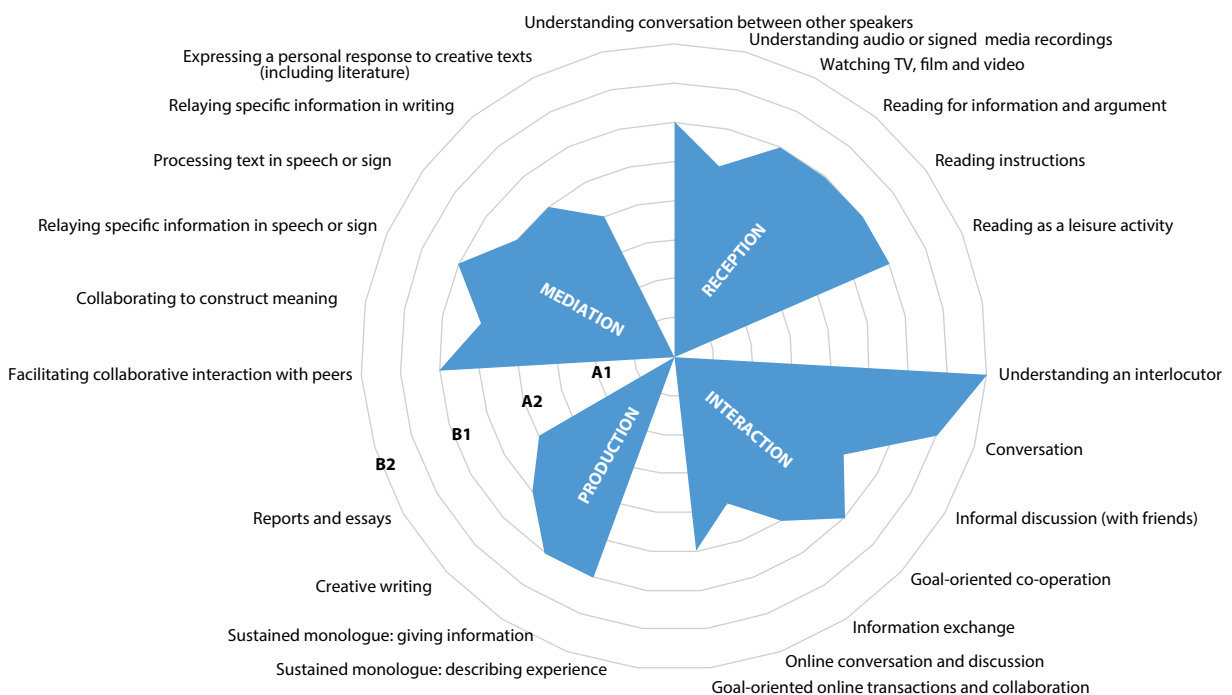 Understanding conversation between other speakers
Understanding audio or signed media recordings
Watching TV, film and video
Reading for information and argument
Reading instructions
Reading as a leisure activity
Understanding an interlocutor
Conversation
Informal discussion (with friends)
Goal-oriented co-operation
Information exchange
Online conversation and discussion
Goal-oriented online transactions and collaboration
Sustained monologue: describing experience
Sustained monologue: giving information
Creative writing
Reports and essays
Facilitating collaborative interaction with peers
Collaborating to construct meaning
Relaying specific information in speech or sign
Processing text in speech or sign
Relaying specific information in writing
Expressing a personal response to creative texts
(including literature)
RECEPTION
INTERACTION
PRODUCTION
MEDIATION
A1
A2
B1
B2